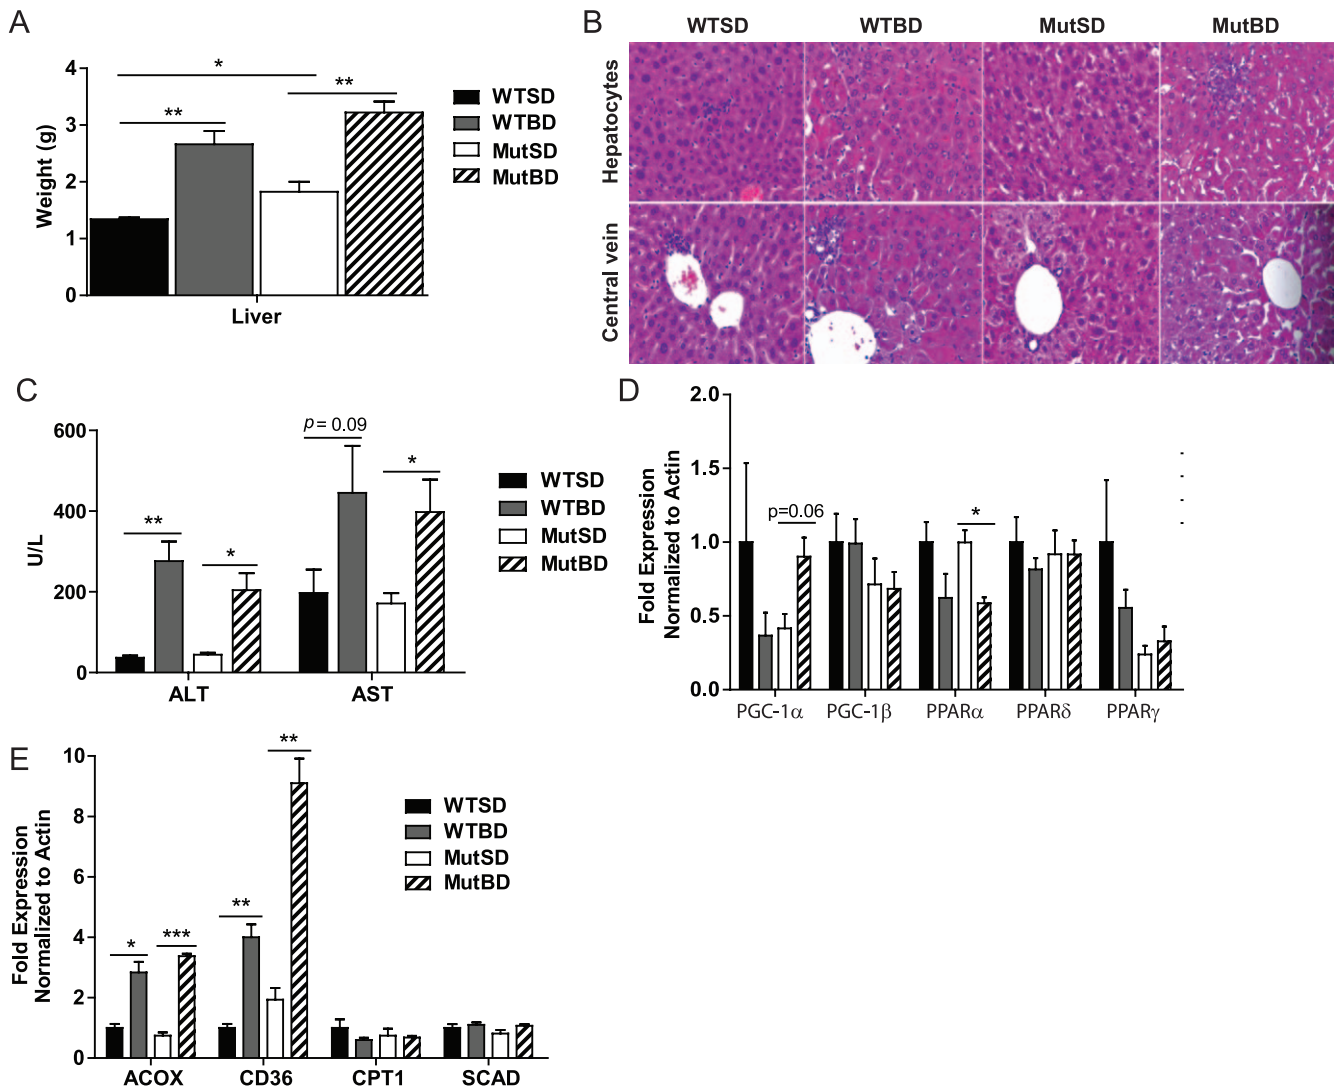 A
Weight (g)
4
3
2
1
0
*
**
**
Liver
WTSD
WTBD
MutSD
MutBD
B
WTSD WTBD MutSD MutBD
Hepatocytes
Central vein
C
U/L
600
400
200
0
**
*
p = 0.09
*
ALT AST
WTSD
WTBD
MutSD
MutBD
D
Fold Expression
Normalized to Actin
2.0
1.5
1.0
0.5
0.0
p=0.06
*
PGC-1α PGC-1β PPARα PPARδ PPARγ
E
Fold Expression
Normalized to Actin
10
8
6
4
2
0
*
***
**
**
ACOX CD36 CPT1 SCAD
WTSD
WTBD
MutSD
MutBD